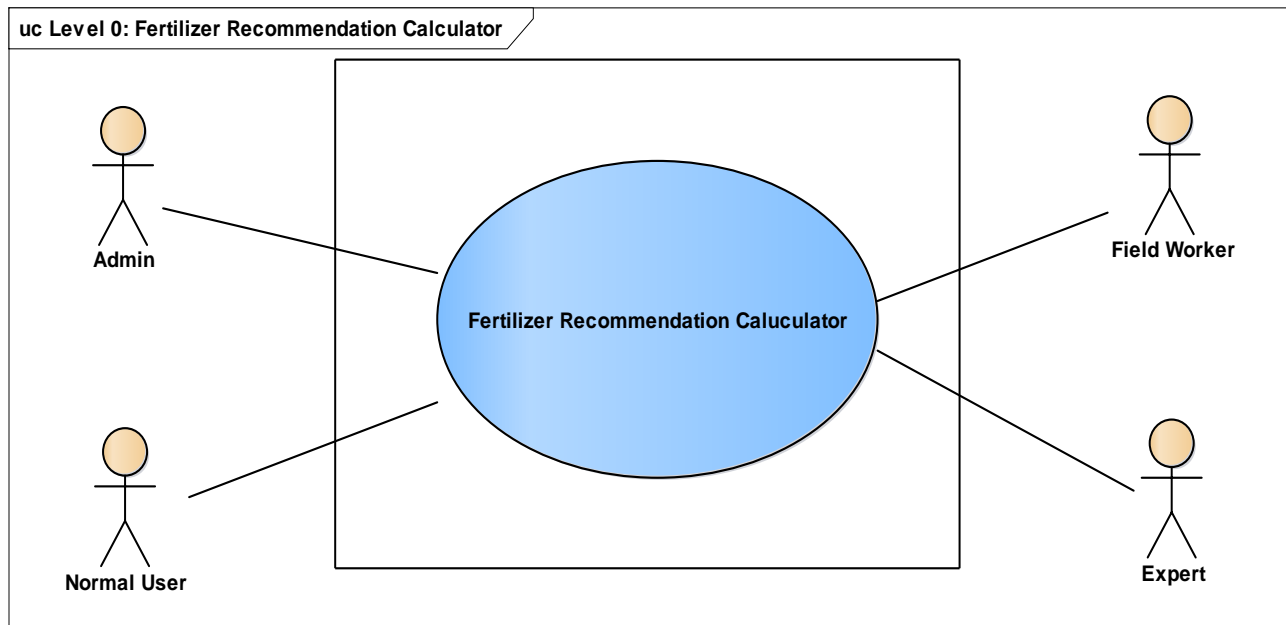 uc Level 0: Fertilizer Recommendation Calculator
Admin
Field Worker
Fertilizer Recommendation Caluculator
Normal User
Expert